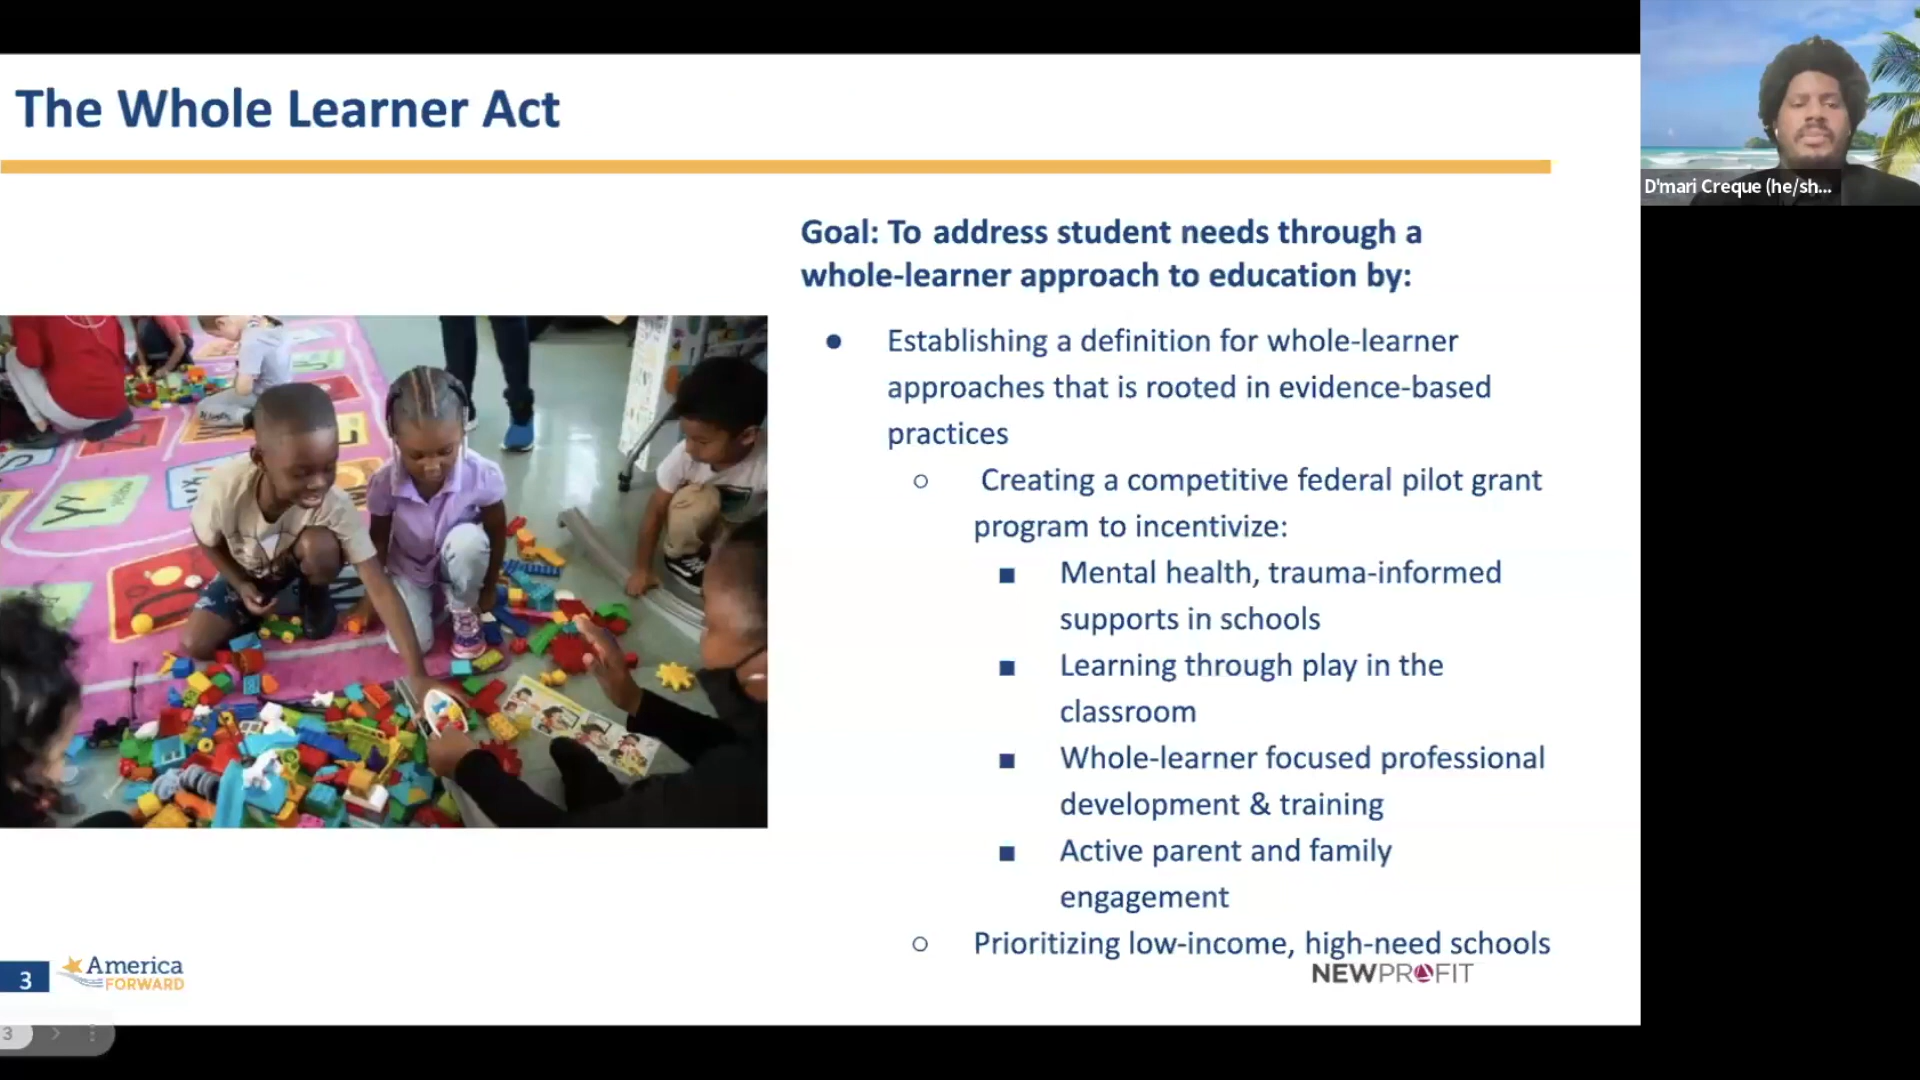 The Whole Learner Act
D'mari Creque (he/sh...
Goal: To address student needs through a
whole-learner approach to education by:
● Establishing a definition for whole-learner
approaches that is rooted in evidence-based
practices
○ Creating a competitive federal pilot grant
program to incentivize:
■ Mental health, trauma-informed
supports in schools
■ Learning through play in the
classroom
■ Whole-learner focused professional
development & training
■ Active parent and family
engagement
○ Prioritizing low-income, high-need schools
3
America
FORWARD
NEWPROFIT
3